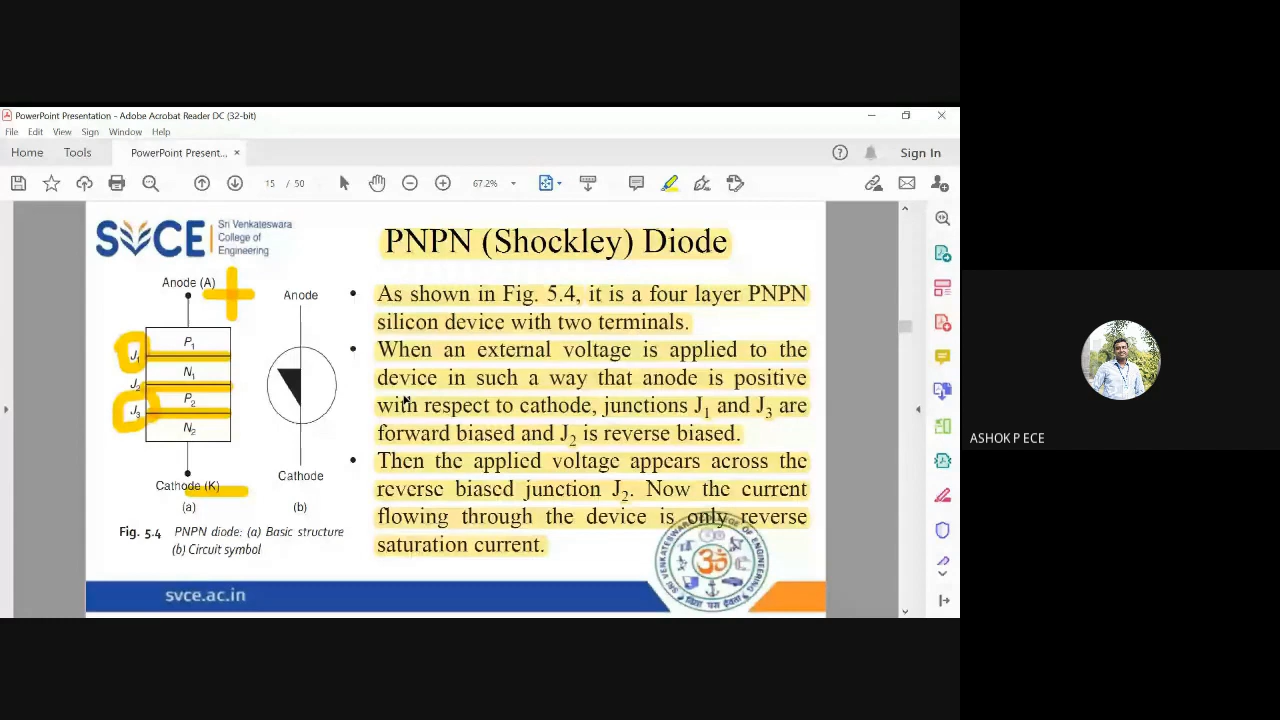 PowerPoint Presentation - Adobe Acrobat Reader DC (32-bit)
File Edit View Sign Window Help
Home Tools PowerPoint Present... × Sign In
15 / 50 67.2%
SVCE Sri Venkateswara
College of
Engineering
PNPN (Shockley) Diode
Anode (A)
P1
J1
N1
J2
P2
J3
N2
Cathode (K)
(a)
Anode
Cathode
(b)
Fig. 5.4 PNPN diode: (a) Basic structure
(b) Circuit symbol
• As shown in Fig. 5.4, it is a four layer PNPN
silicon device with two terminals.
• When an external voltage is applied to the
device in such a way that anode is positive
with respect to cathode, junctions J1 and J3 are
forward biased and J2 is reverse biased.
• Then the applied voltage appears across the
reverse biased junction J2. Now the current
flowing through the device is only reverse
saturation current.
SRI VENKATESWARA COLLEGE OF ENGINEERING
svce.ac.in
ASHOK P ECE